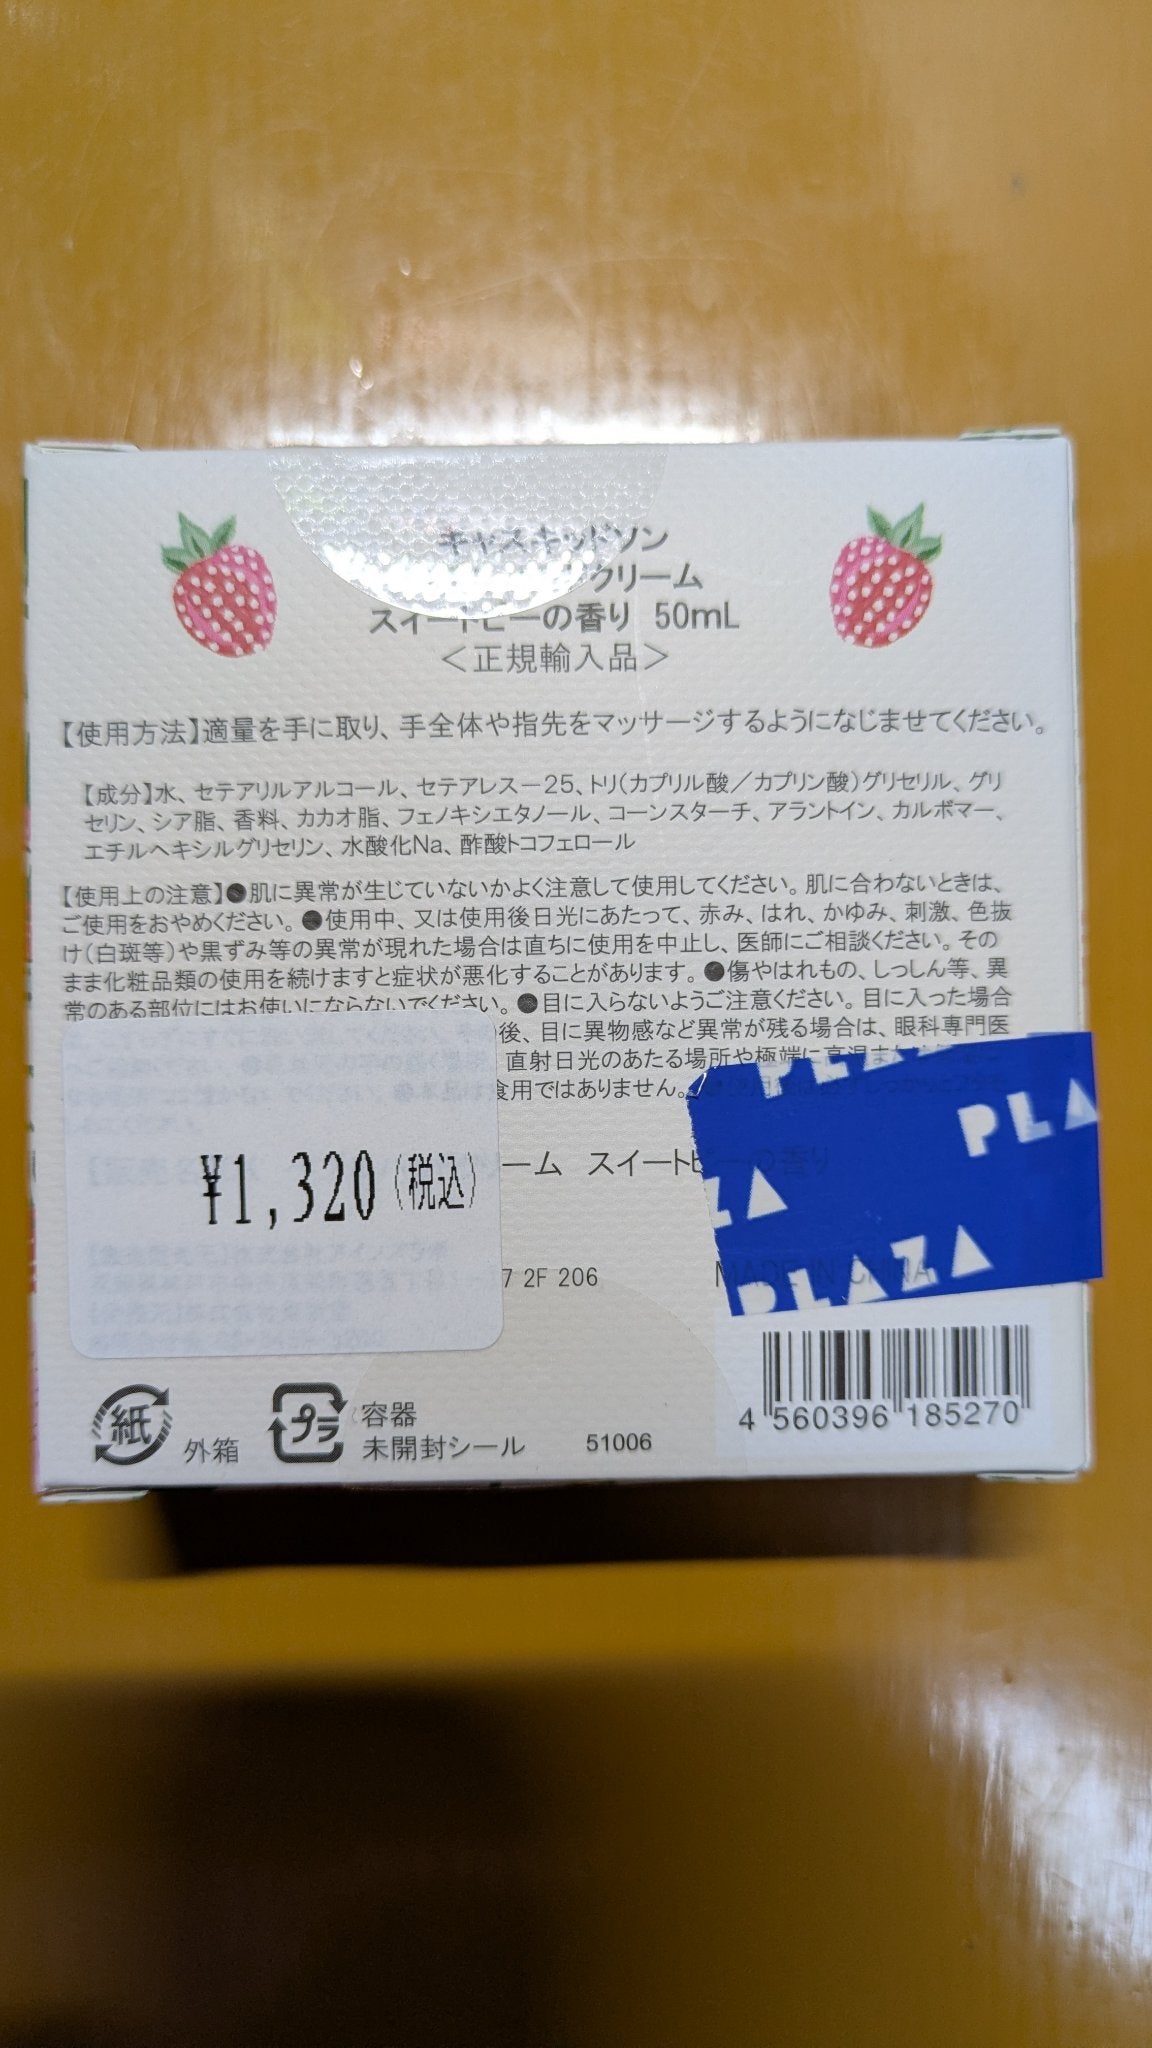 キャスキッドソン
クリーム
スイートピーの香り 50mL
＜正規輸入品＞
【使用方法】適量を手に取り、手全体や指先をマッサージするようになじませてください。
【成分】水、セテアリルアルコール、セテアレス－25、トリ（カプリル酸／カプリン酸）グリセリル、グリ
セリン、シア脂、香料、カカオ脂、フェノキシエタノール、コーンスターチ、アラントイン、カルボマー、
エチルヘキシルグリセリン、水酸化Na、酢酸トコフェロール
【使用上の注意】●肌に異常が生じていないかよく注意して使用してください。肌に合わないときは、
ご使用をおやめください。●使用中、又は使用後日光にあたって、赤み、はれ、かゆみ、刺激、色抜
け（白斑等）や黒ずみ等の異常が現れた場合は直ちに使用を中止し、医師にご相談ください。その
まま化粧品類の使用を続けますと症状が悪化することがあります。●傷やはれもの、しっしん等、異
常のある部位にはお使いにならないでください。●目に入らないようご注意ください。目に入った場合
後、目に異物感など異常が残る場合は、眼科専門医
直射日光のあたる場所や極端に高温また
食用ではありません。
ーム スイートピーの香り
¥1,320（税込）
7 2F 206
MADE IN CHINA
PLAZA
PLA
ZA
PLAZA
紙 外箱
プラ 容器
未開封シール
51006
4 560396 185270